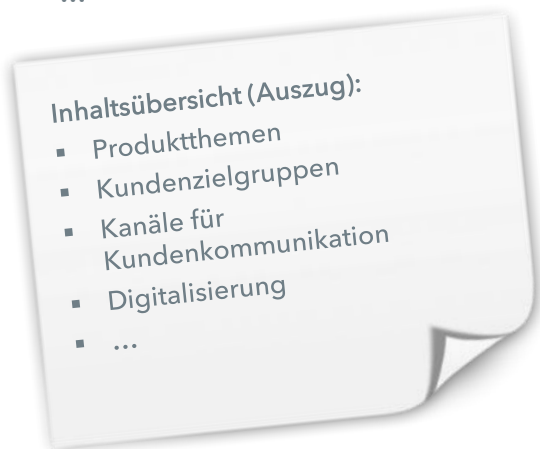 ...
Inhaltsübersicht (Auszug):
▪ Produktthemen
▪ Kundenzielgruppen
▪ Kanäle für
Kundenkommunikation
▪ Digitalisierung
▪ ...